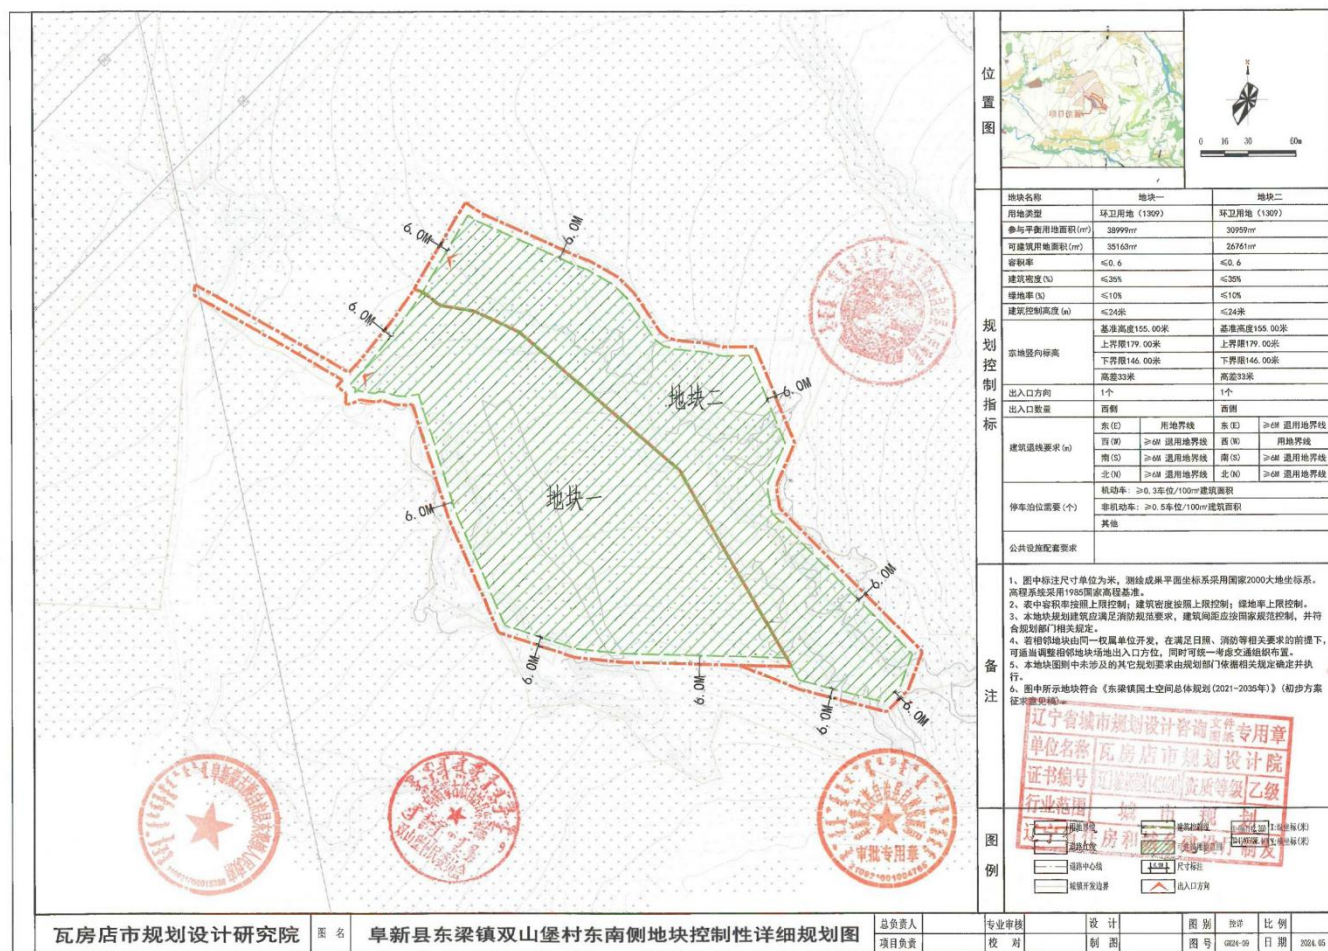 位置图
N
0 15 30 60m
规划控制指标
地块名称 地块一 地块二
用地类型 环卫用地（1309） 环卫用地（1309）
参与平衡用地面积(㎡) 38999㎡ 30959㎡
可建筑用地面积(㎡) 35163㎡ 26761㎡
容积率 ≤0.6 ≤0.6
建筑密度(%) ≤35% ≤35%
绿地率(%) ≤10% ≤10%
建筑控制高度(m) ≤24米 ≤24米
宗地竖向标高 基准高度155.00米 基准高度155.00米
上界限179.00米 上界限179.00米
下界限146.00米 下界限146.00米
高差33米 高差33米
出入口方向 1个 1个
出入口数量 西侧 西侧
建筑退线要求(m) 东(E) 用地界线 东(E) ≥6M 退用地界线
西(W) ≥6M 退用地界线 西(W) 用地界线
南(S) ≥6M 退用地界线 南(S) ≥6M 退用地界线
北(N) ≥6M 退用地界线 北(N) ≥6M 退用地界线
停车泊位需要(个) 机动车：≥0.3车位/100㎡建筑面积
非机动车：≥0.5车位/100㎡建筑面积
其他
公共设施配套要求
备注
1、图中标注尺寸单位为米，测绘成果平面坐标系采用国家2000大地坐标系。
高程系统采用1985国家高程基准。
2、表中容积率按照上限控制；建筑密度按照上限控制；绿地率上限控制。
3、本地块规划建筑应满足消防规范要求，建筑间距应按国家规范控制，并符
合规划部门相关规定。
4、若相邻地块由同一权属单位开发，在满足日照、消防等相关要求的前提下，
可适当调整相邻地块场地出入口方位，同时可统一考虑交通组织布置。
5、本地块图则中未涉及的其它规划要求由规划部门依据相关规定确定并执
行。
6、图中所示地块符合《东梁镇国土空间总体规划(2021-2035年)》(初步方案
征求意见稿)。
辽宁省城市规划设计咨询文件图纸专用章
单位名称 瓦房店市规划设计院
证书编号 资质等级 乙级
行业范围 城市规划
图例
用地界线
道路红线
道路中心线
城镇开发边界
尺寸标注
出入口方向
6.0M
6.0M
6.0M
6.0M
地块二
地块一
6.0M
6.0M
6.0M
6.0M
6.0M
6.0M
审批专用章
瓦房店市规划设计研究院 图名 阜新县东梁镇双山堡村东南侧地块控制性详细规划图
总负责人 专业审核 设计 图别 控详 比例
项目负责 校对 制图 图号 日期 2024.05